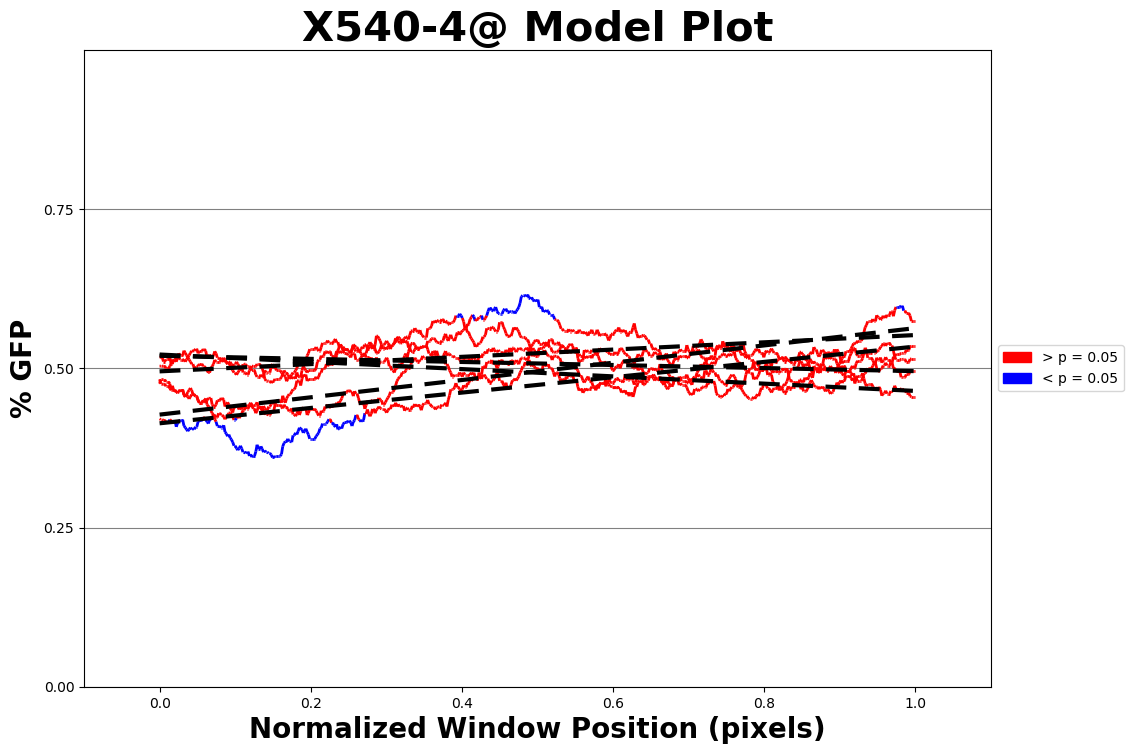 X540-4@ Model Plot
% GFP
0.75
0.50
0.25
0.00
0.0 0.2 0.4 0.6 0.8 1.0
Normalized Window Position (pixels)
> p = 0.05
< p = 0.05